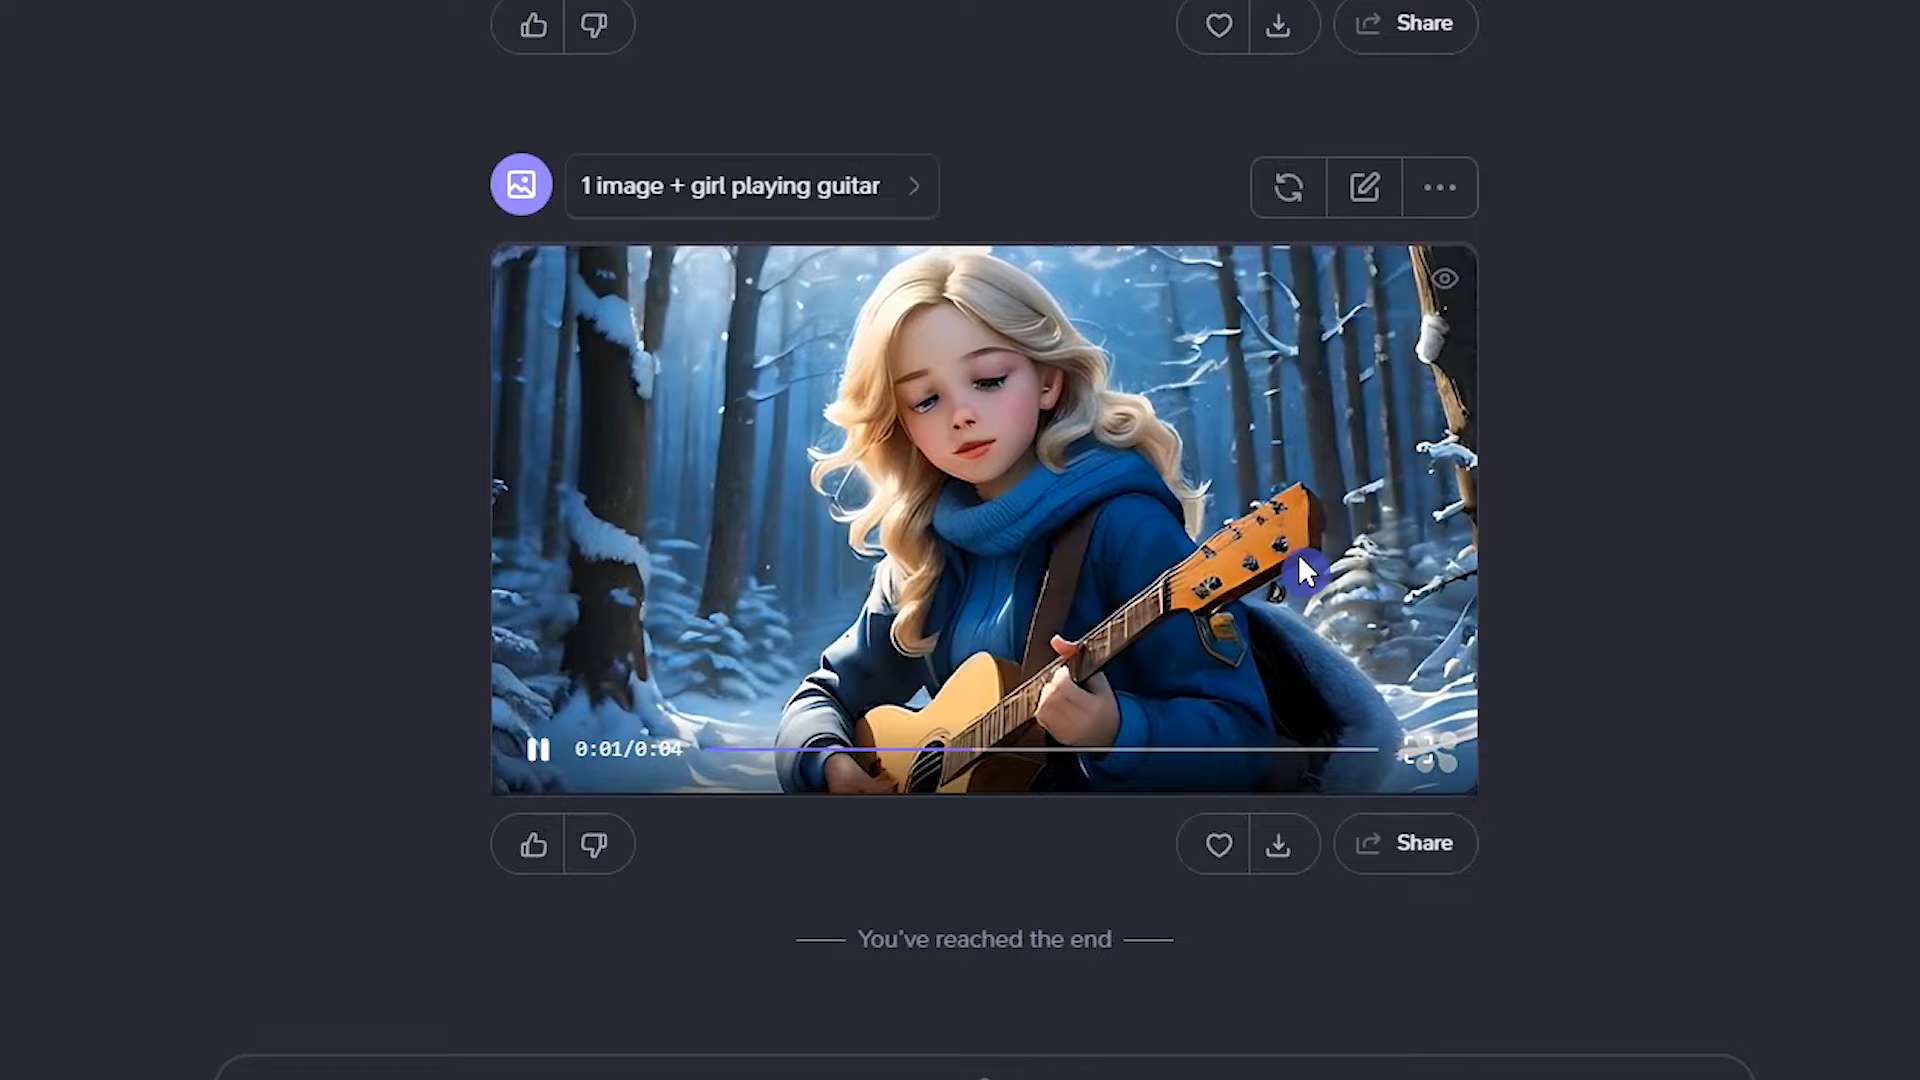 Share
1 image + girl playing guitar
0:01/0:04
Share
You've reached the end